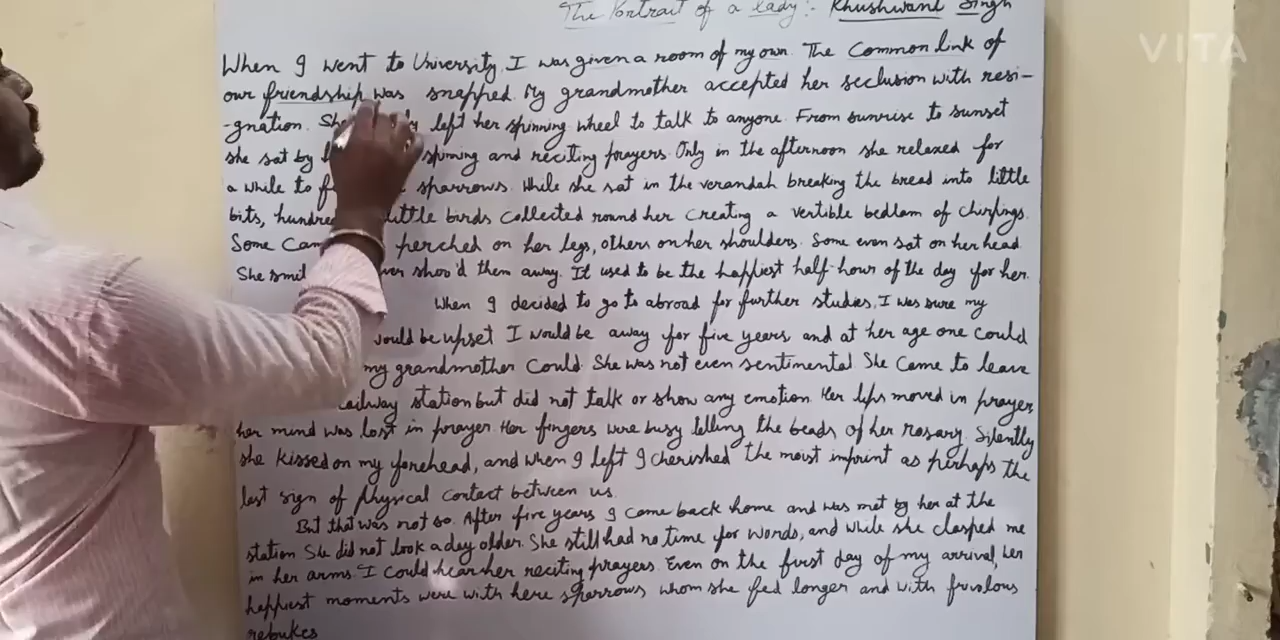 The Portrait of a Lady:- Khushwant Singh
VITA
When I went to University, I was given a room of my own. The Common link of
our friendship was snapped. My grandmother accepted her seclusion with resi-
-gnation. She left her spinning wheel to talk to anyone. From sunrise to sunset
she sat by spinning and reciting prayers. Only in the afternoon she relaxed for
a while to sparrows. While she sat in the verandah breaking the bread into little
bits, little birds collected round her creating a vertible bedlam of chirpings.
Some perched on her legs, others on her shoulders. Some even sat on her head
She shoo'd them away. It used to be the happiest half-hour of the day for her.
When I decided to go to abroad for further studies, I was sure my
would be upset I would be away for five years, and at her age one could
my grandmother Could. She was not even sentimental She Came to leave
railway station but did not talk or show any emotion. Her lips moved in prayer,
her mind was lost in prayer Her fingers were busy telling the beads of her rosary. Silently
she kissed on my forehead, and when I left I cherished the moist imprint as perhaps the
last sign of physical contact between us.
But that was not so. After five years I came back home and was met by her at the
station She did not look a day older. She still had no time for words, and while she clasped me
in her arms I could hear her reciting prayers. Even on the first day of my arrival, her
happiest moments were with here sparrows whom she fed longer and with frivolous
rebukes